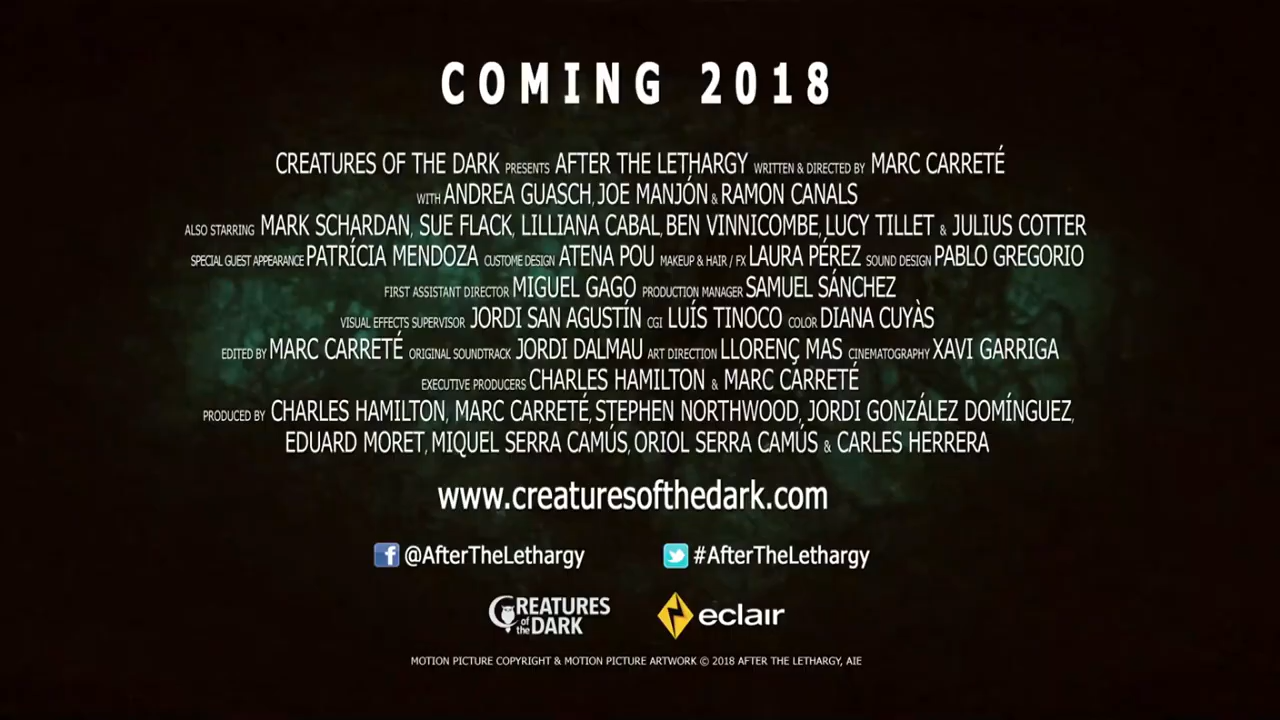 COMING 2018
CREATURES OF THE DARK PRESENTS AFTER THE LETHARGY WRITTEN & DIRECTED BY MARC CARRETÉ
WITH ANDREA GUASCH, JOE MANJÓN & RAMON CANALS
ALSO STARRING MARK SCHARDAN, SUE FLACK, LILLIANA CABAL, BEN VINNICOMBE, LUCY TILLET & JULIUS COTTER
SPECIAL GUEST APPEARANCE PATRÍCIA MENDOZA CUSTOME DESIGN ATENA POU MAKEUP & HAIR / FX LAURA PÉREZ SOUND DESIGN PABLO GREGORIO
FIRST ASSISTANT DIRECTOR MIGUEL GAGO PRODUCTION MANAGER SAMUEL SÁNCHEZ
VISUAL EFFECTS SUPERVISOR JORDI SAN AGUSTÍN CGI LUÍS TINOCO COLOR DIANA CUYÀS
EDITED BY MARC CARRETÉ ORIGINAL SOUNDTRACK JORDI DALMAU ART DIRECTION LLORENÇ MAS CINEMATOGRAPHY XAVI GARRIGA
EXECUTIVE PRODUCERS CHARLES HAMILTON & MARC CARRETÉ
PRODUCED BY CHARLES HAMILTON, MARC CARRETÉ, STEPHEN NORTHWOOD, JORDI GONZÁLEZ DOMÍNGUEZ,
EDUARD MORET, MIQUEL SERRA CAMÚS, ORIOL SERRA CAMÚS & CARLES HERRERA
www.creaturesofthedark.com
@AfterTheLethargy #AfterTheLethargy
CREATURES of the DARK eclair
MOTION PICTURE COPYRIGHT & MOTION PICTURE ARTWORK © 2018 AFTER THE LETHARGY, AIE